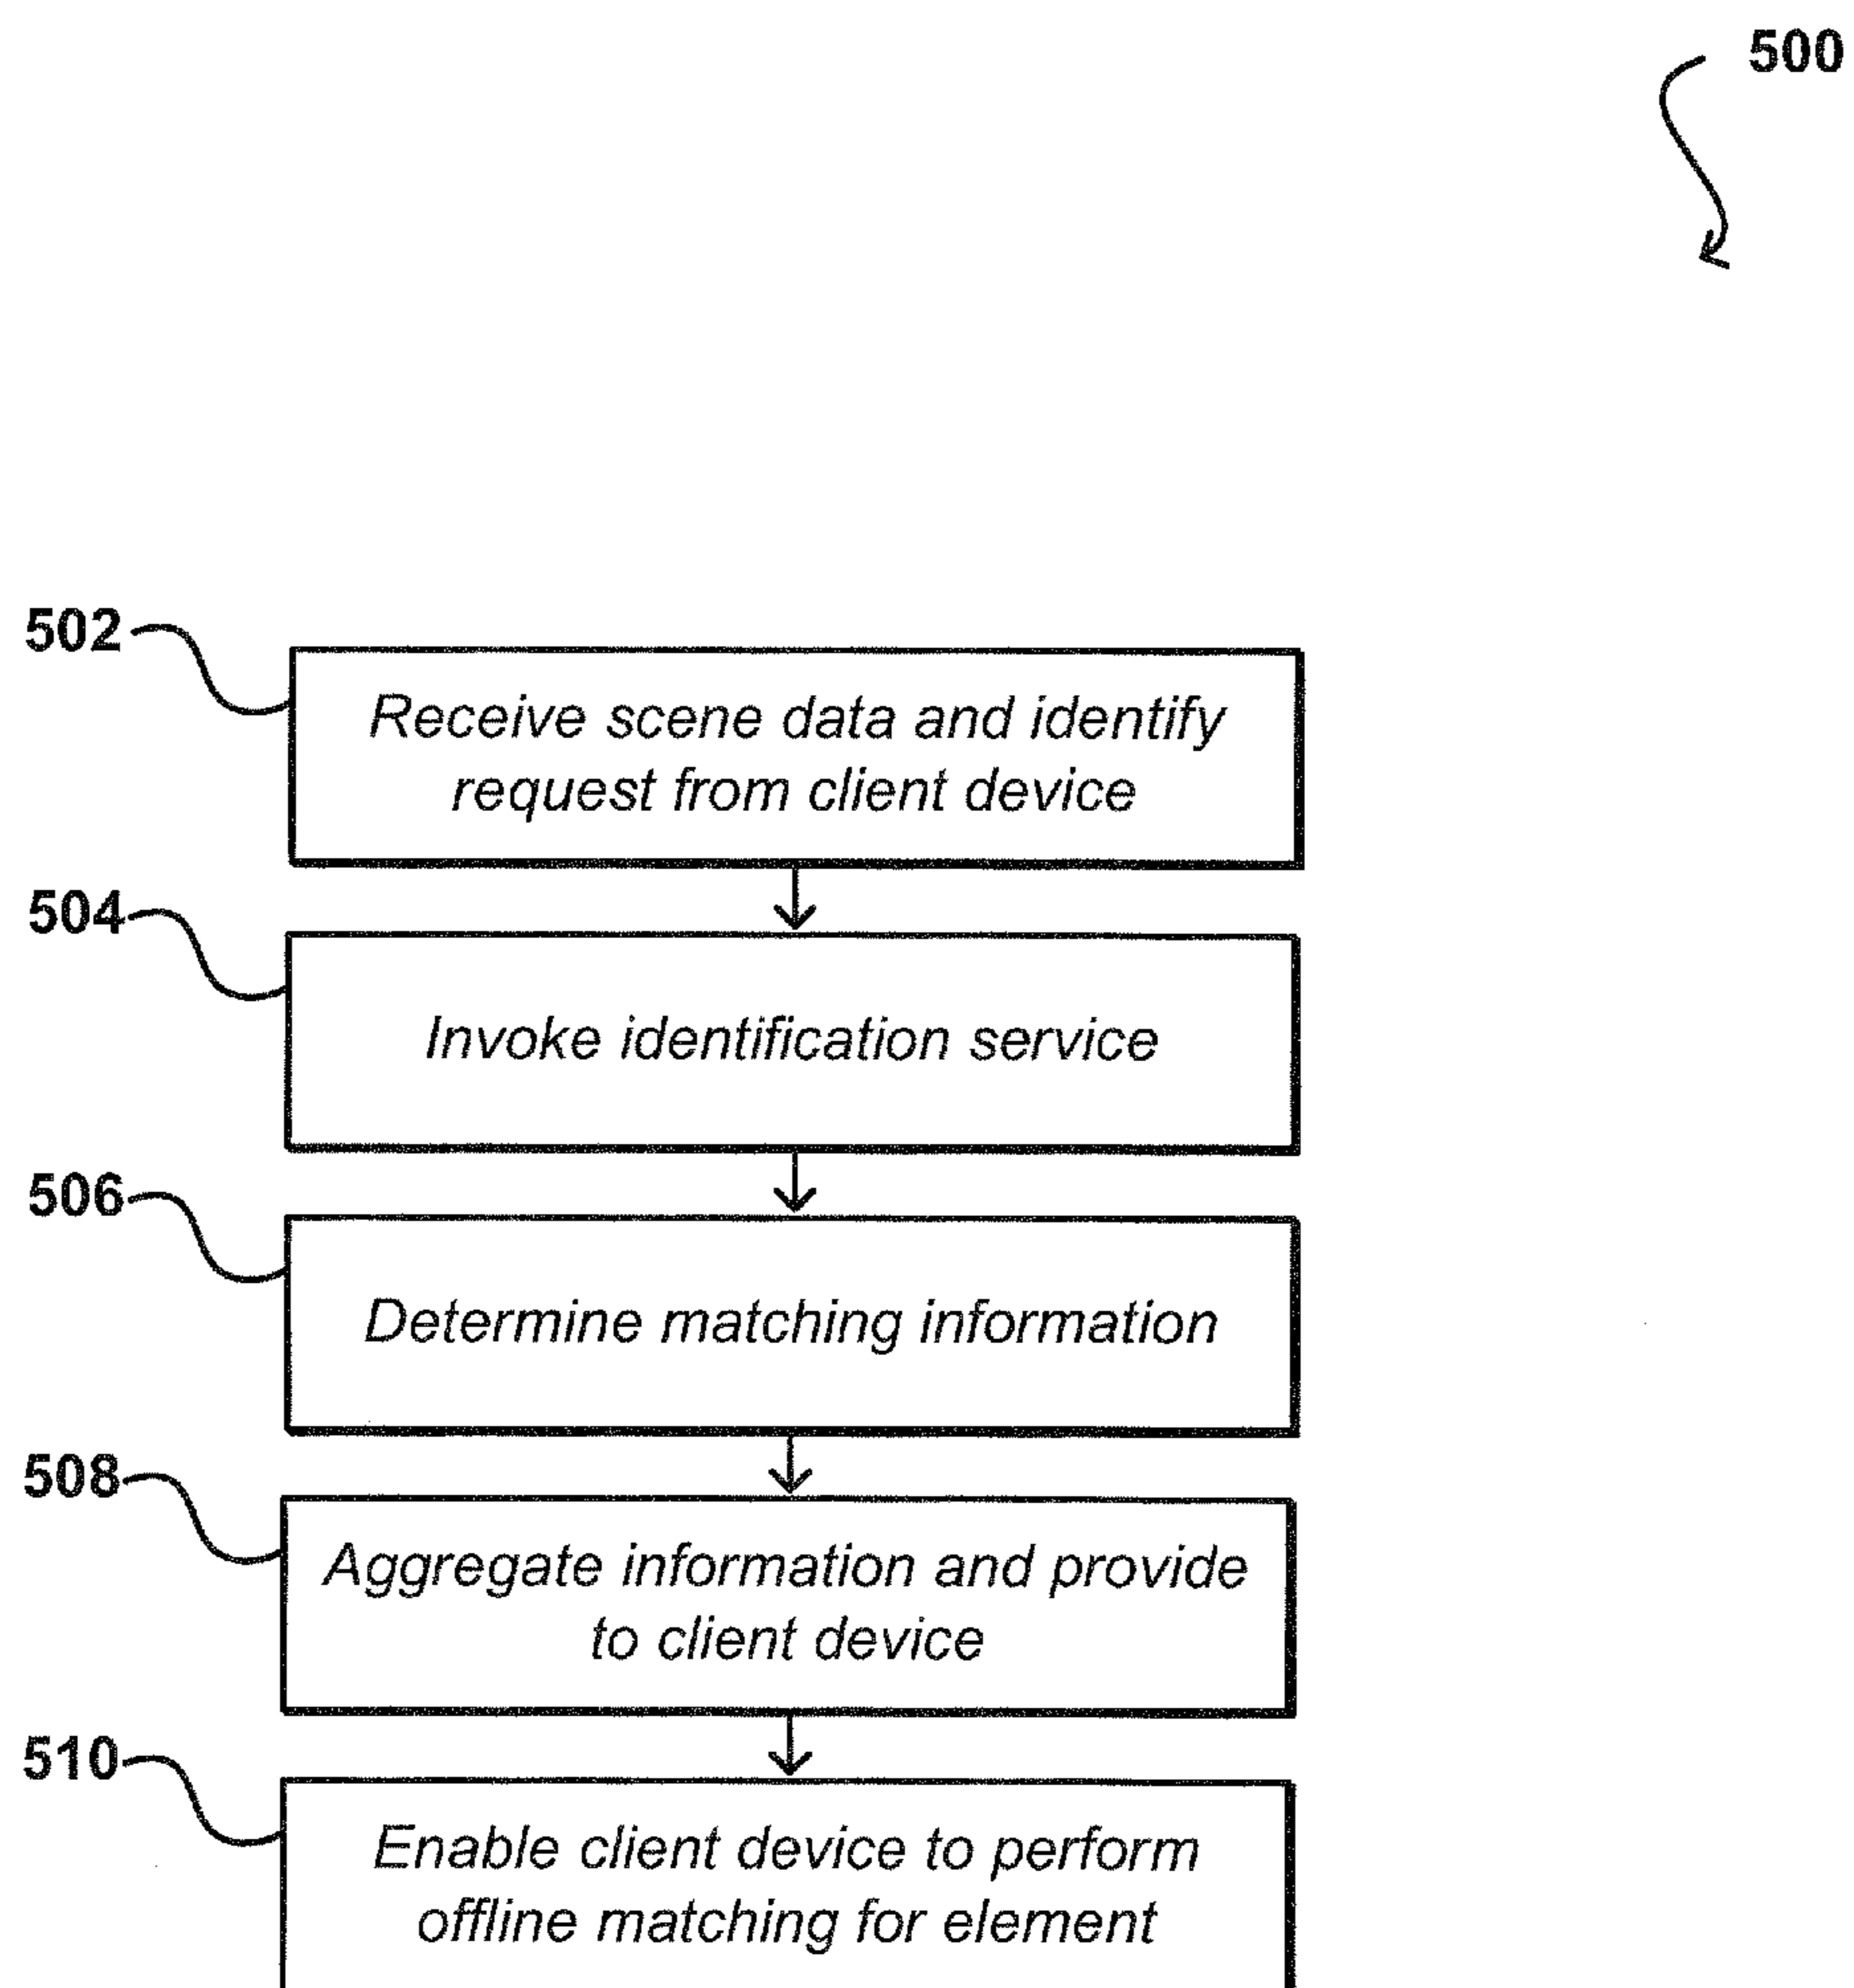 500
502
Receive scene data and identify
request from client device
504
Invoke identification service
506
Determine matching information
508
Aggregate information and provide
to client device
510
Enable client device to perform
offline matching for element